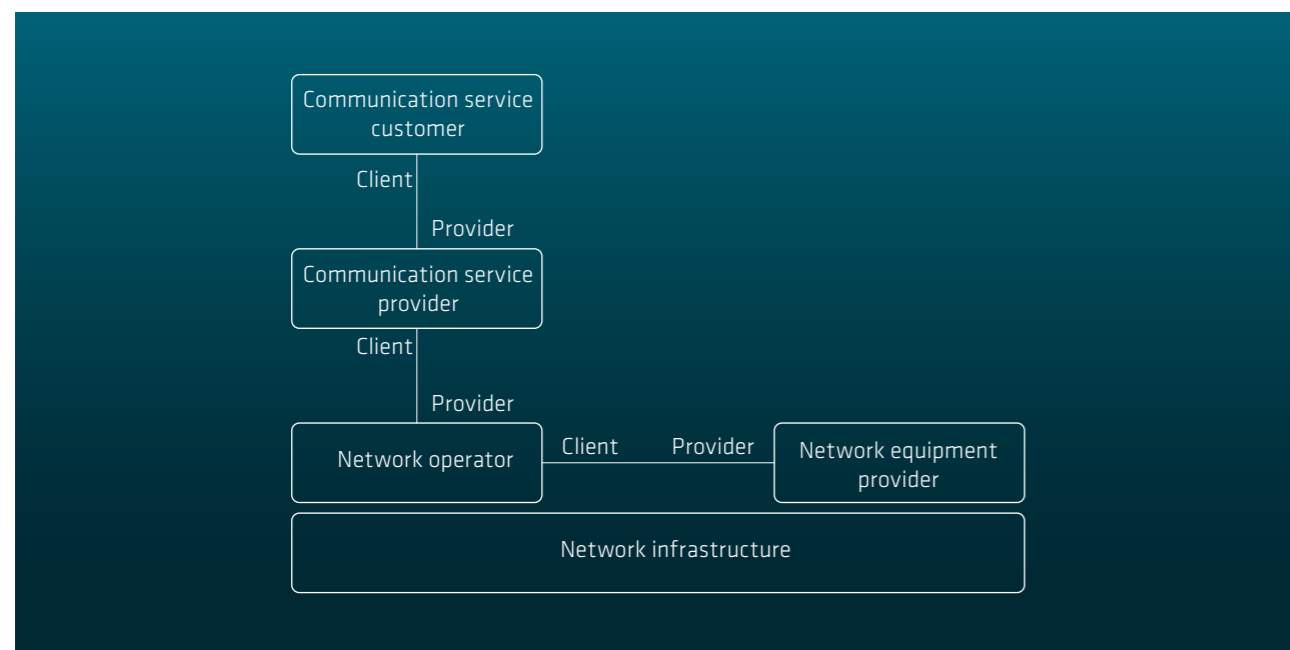 Communication service
customer
Client
Provider
Communication service
provider
Client
Provider
Network operator
Client
Provider
Network equipment
provider
Network infrastructure